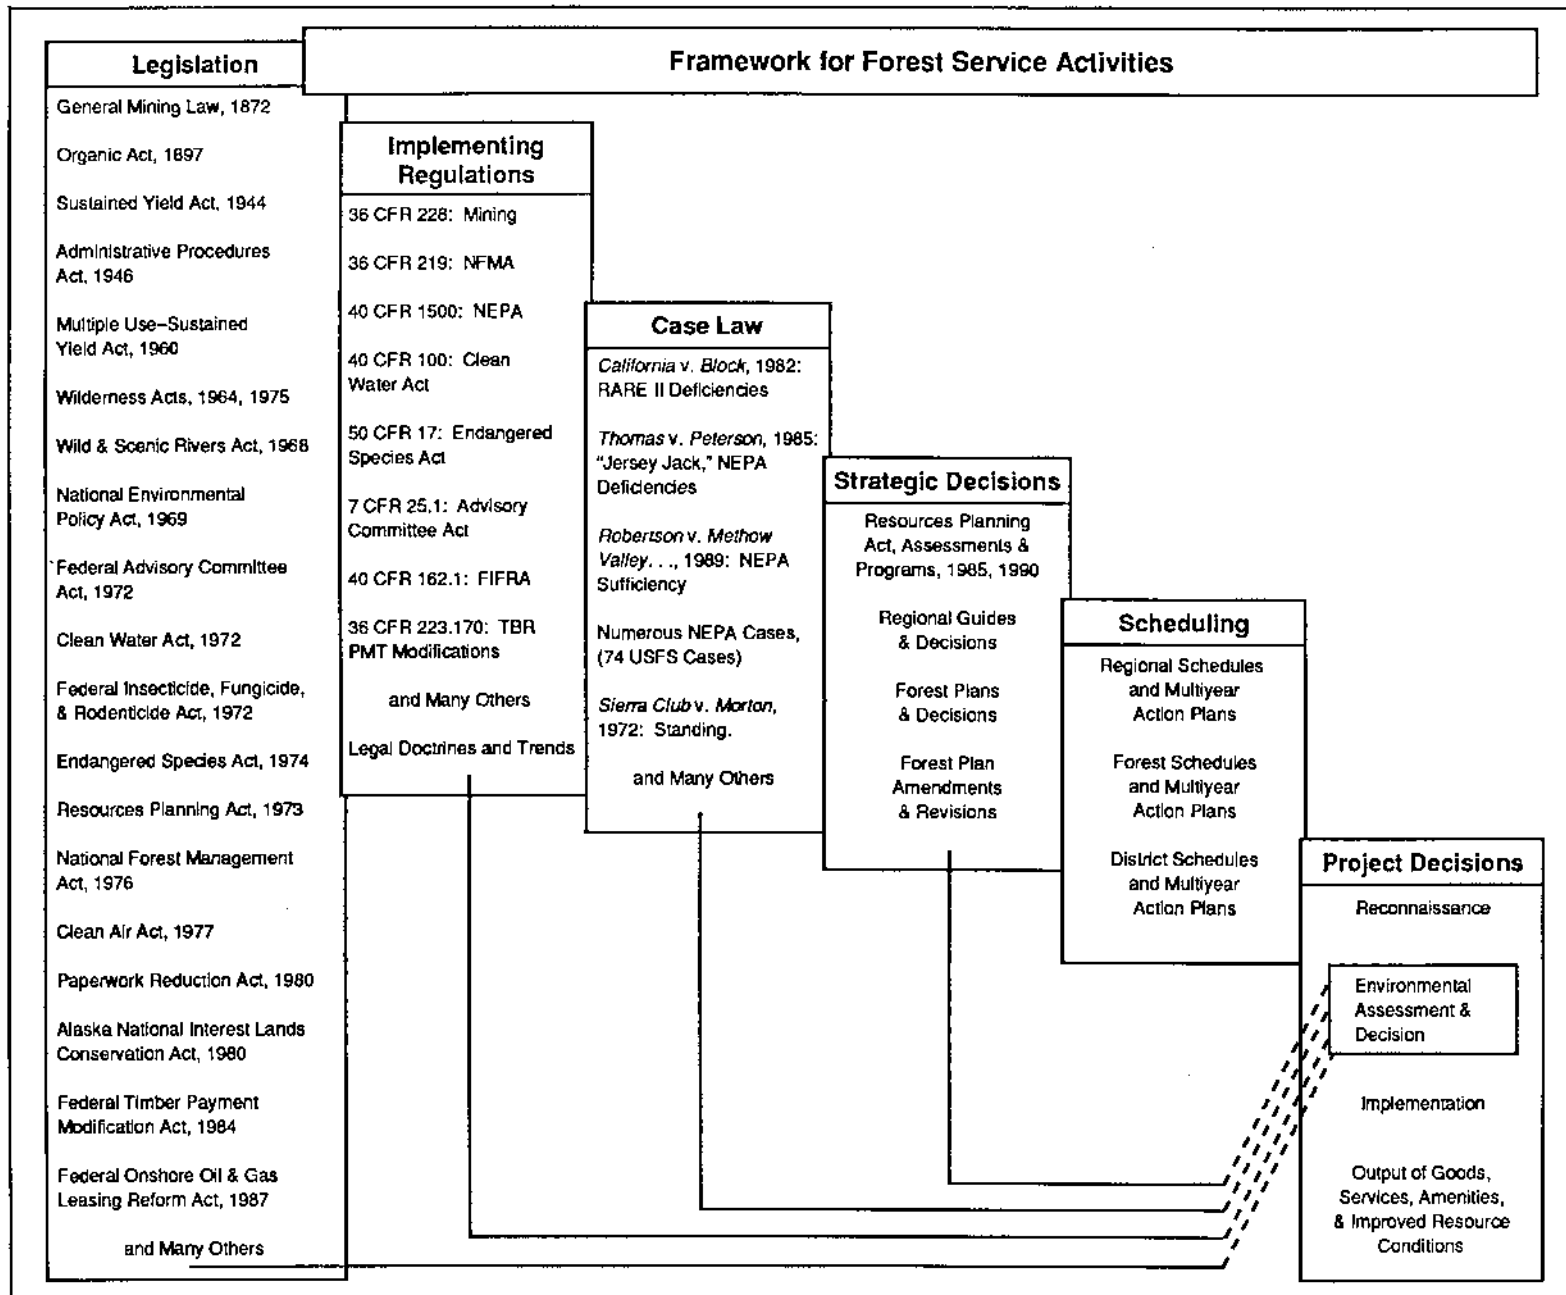 Legislation
Framework for Forest Service Activities
General Mining Law, 1872
Organic Act, 1897
Sustained Yield Act, 1944
Administrative Procedures
Act, 1946
Multiple Use–Sustained
Yield Act, 1960
Wilderness Acts, 1964, 1975
Wild & Scenic Rivers Act, 1968
National Environmental
Policy Act, 1969
Federal Advisory Committee
Act, 1972
Clean Water Act, 1972
Federal Insecticide, Fungicide,
& Rodenticide Act, 1972
Endangered Species Act, 1974
Resources Planning Act, 1973
National Forest Management
Act, 1976
Clean Air Act, 1977
Paperwork Reduction Act, 1980
Alaska National Interest Lands
Conservation Act, 1980
Federal Timber Payment
Modification Act, 1984
Federal Onshore Oil & Gas
Leasing Reform Act, 1987
and Many Others
Implementing
Regulations
36 CFR 228: Mining
36 CFR 219: NFMA
40 CFR 1500: NEPA
40 CFR 100: Clean
Water Act
50 CFR 17: Endangered
Species Act
7 CFR 25.1: Advisory
Committee Act
40 CFR 162.1: FIFRA
36 CFR 223.170: TBR
PMT Modifications
and Many Others
Legal Doctrines and Trends
Case Law
California v. Block, 1982:
RARE II Deficiencies
Thomas v. Peterson, 1985:
"Jersey Jack," NEPA
Deficiencies
Robertson v. Methow
Valley. . ., 1989: NEPA
Sufficiency
Numerous NEPA Cases,
(74 USFS Cases)
Sierra Club v. Morton,
1972: Standing.
and Many Others
Strategic Decisions
Resources Planning
Act, Assessments &
Programs, 1985, 1990
Regional Guides
& Decisions
Forest Plans
& Decisions
Forest Plan
Amendments
& Revisions
Scheduling
Regional Schedules
and Multiyear
Action Plans
Forest Schedules
and Multiyear
Action Plans
District Schedules
and Multiyear
Action Plans
Project Decisions
Reconnaissance
Environmental
Assessment &
Decision
Implementation
Output of Goods,
Services, Amenities,
& Improved Resource
Conditions